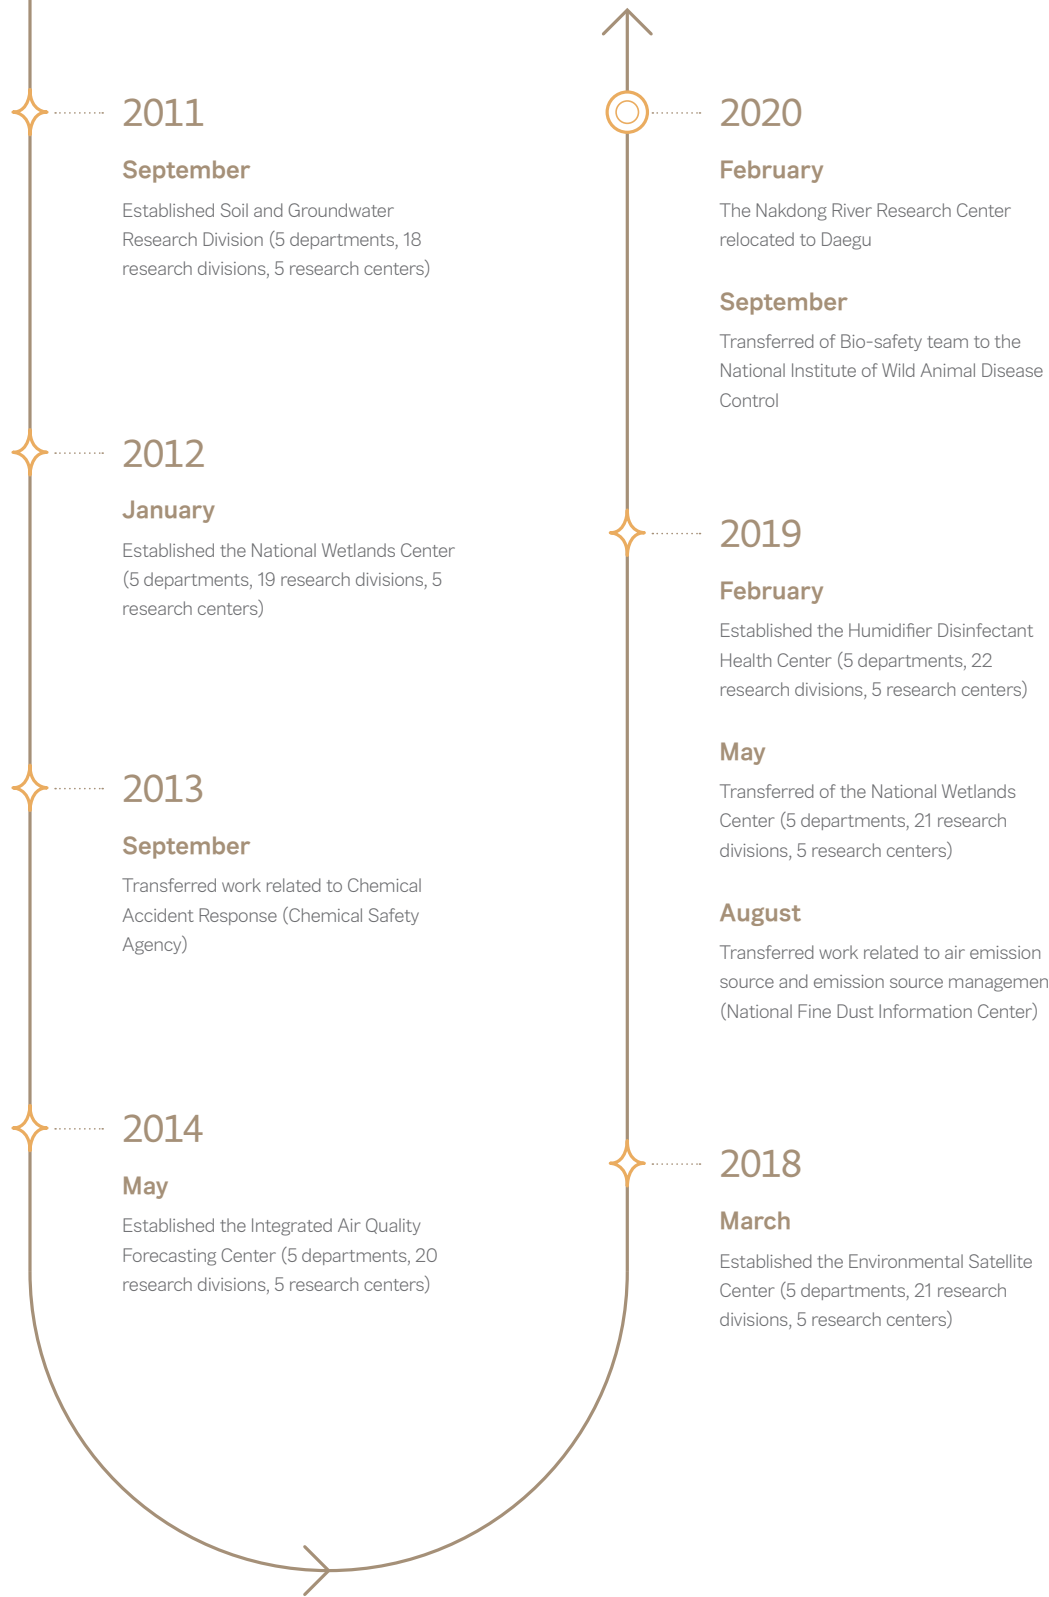 2011
September
Established Soil and Groundwater
Research Division (5 departments, 18
research divisions, 5 research centers)
2012
January
Established the National Wetlands Center
(5 departments, 19 research divisions, 5
research centers)
2013
September
Transferred work related to Chemical
Accident Response (Chemical Safety
Agency)
2014
May
Established the Integrated Air Quality
Forecasting Center (5 departments, 20
research divisions, 5 research centers)
2020
February
The Nakdong River Research Center
relocated to Daegu
September
Transferred of Bio-safety team to the
National Institute of Wild Animal Disease
Control
2019
February
Established the Humidifier Disinfectant
Health Center (5 departments, 22
research divisions, 5 research centers)
May
Transferred of the National Wetlands
Center (5 departments, 21 research
divisions, 5 research centers)
August
Transferred work related to air emission
source and emission source managemen
(National Fine Dust Information Center)
2018
March
Established the Environmental Satellite
Center (5 departments, 21 research
divisions, 5 research centers)